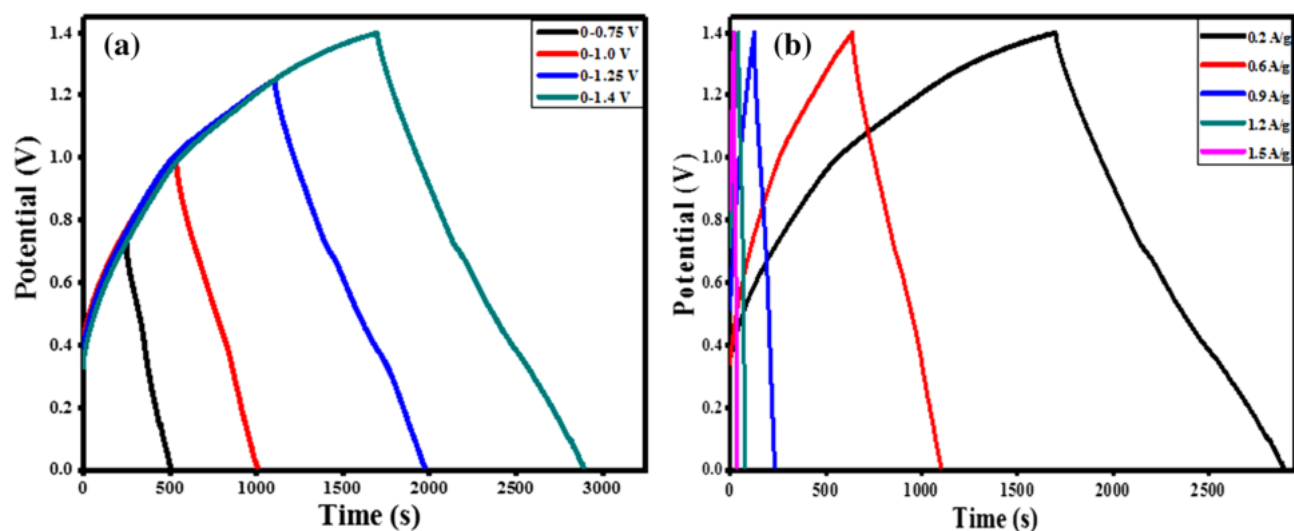 (a)
0-0.75 V
0-1.0 V
0-1.25 V
0-1.4 V
Potential (V)
1.4
1.2
1.0
0.8
0.6
0.4
0.2
0.0
0 500 1000 1500 2000 2500 3000
Time (s)
(b)
0.2 A/g
0.6 A/g
0.9 A/g
1.2 A/g
1.5 A/g
Potential (V)
1.4
1.2
1.0
0.8
0.6
0.4
0.2
0.0
0 500 1000 1500 2000 2500
Time (s)